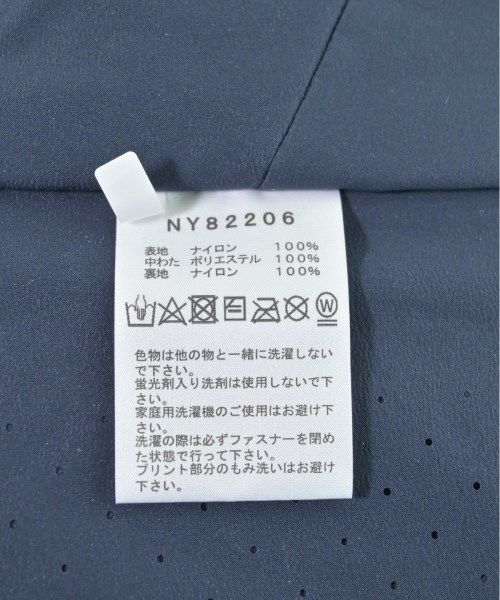 NY82206
表地 ナイロン 100%
中わた ポリエステル 100%
裏地 ナイロン 100%
W
色物は他の物と一緒に洗濯しない
で下さい。
蛍光剤入り洗剤は使用しないで下
さい。
家庭用洗濯機のご使用はお避け下
さい。
洗濯の際は必ずファスナーを閉め
た状態で行って下さい。
プリント部分のもみ洗いはお避け
下さい。